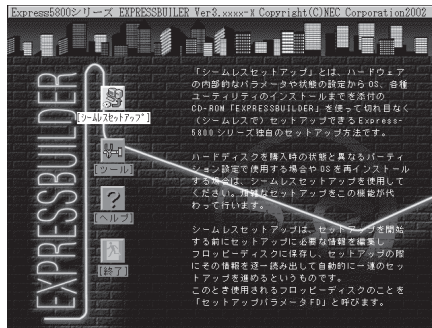 Express5800シリーズ EXPRESSBUILER Ver3.xxxx-X Copyright(C)NEC Corporation2002
EXPRESSBUILDER
[シームレスセットアップ]
[ツール]
[ヘルプ]
[終了]
「シームレスセットアップ」とは、ハードウェア
の内部的なパラメータや状態の設定からOS、各種
ユーティリティのインストールまでを添付の
CD-ROM「EXPRESSBUILDER」を使って切れ目なく
(シームレスで)セットアップできるExpress-
5800シリーズ独自のセットアップ方法です。
ハードディスクを購入時の状態と異なるパーティ
ション設定で使用する場合やOSを再インストール
する場合は、シームレスセットアップを使用して
ください。煩雑なセットアップをこの機能が代
わって行います。
シームレスセットアップは、セットアップを開始
する前にセットアップに必要な情報を編集し
フロッピーディスクに保存し、セットアップの際
にその情報を逐一読み出して自動的に一連のセッ
トアップを進めるというものです。
このとき使用されるフロッピーディスクのことを
「セットアップパラメータFD」と呼びます。